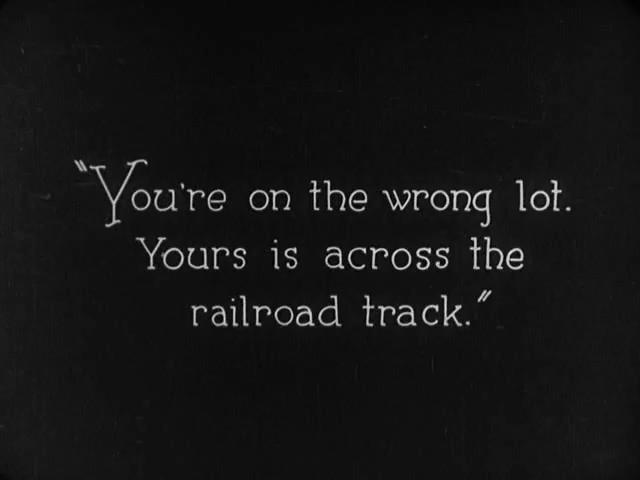 "You're on the wrong lot.
Yours is across the
railroad track."